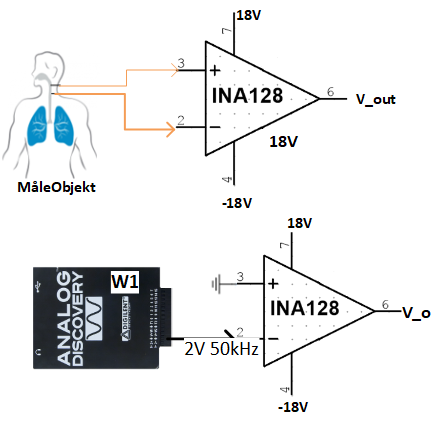 18V
7
3
+
INA128
6
V_out
2
−
18V
4
-18V
MåleObjekt
18V
7
W1
3
+
ANALOG
DISCOVERY
DIGILENT
INA128
6
V_o
2
−
2V 50kHz
4
-18V